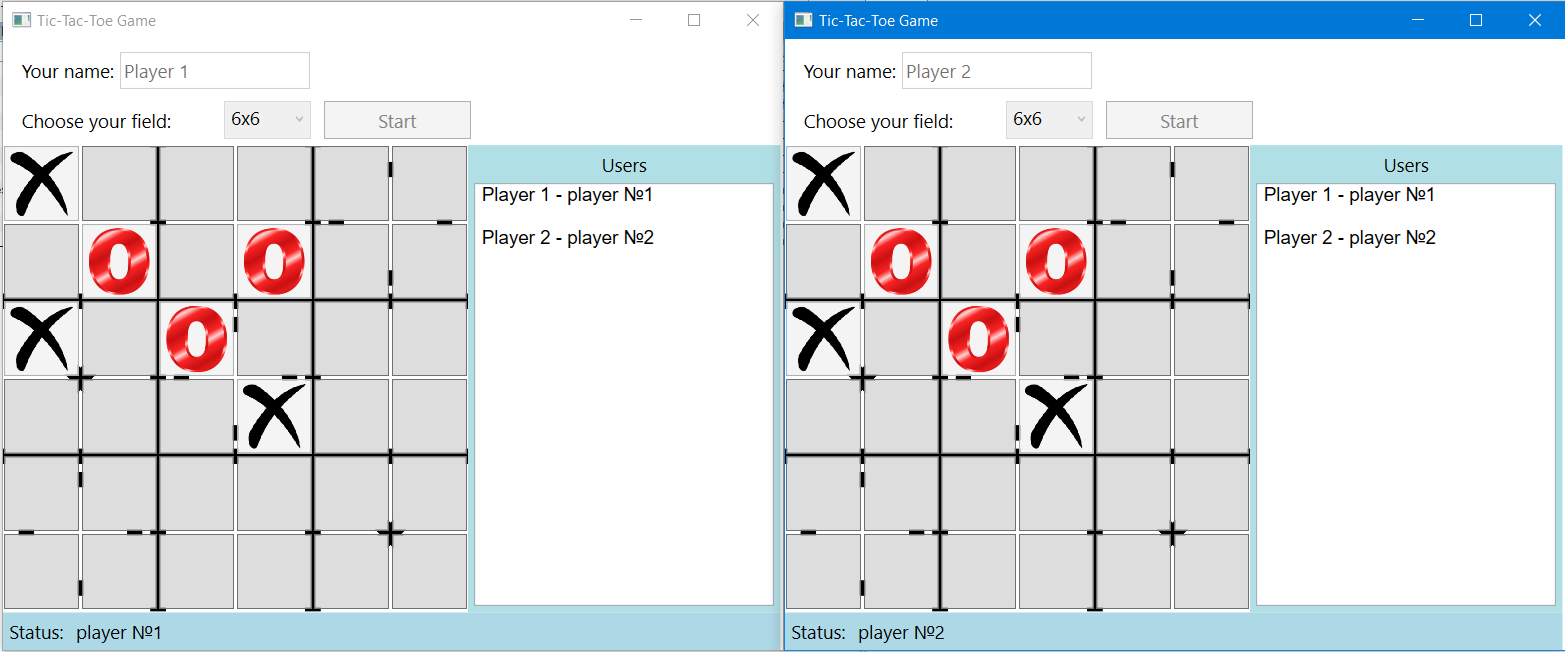 Tic-Tac-Toe Game
Your name: Player 1
Choose your field: 6x6 Start
Users
Player 1 - player №1
Player 2 - player №2
Status: player №1
Tic-Tac-Toe Game
Your name: Player 2
Choose your field: 6x6 Start
Users
Player 1 - player №1
Player 2 - player №2
Status: player №2